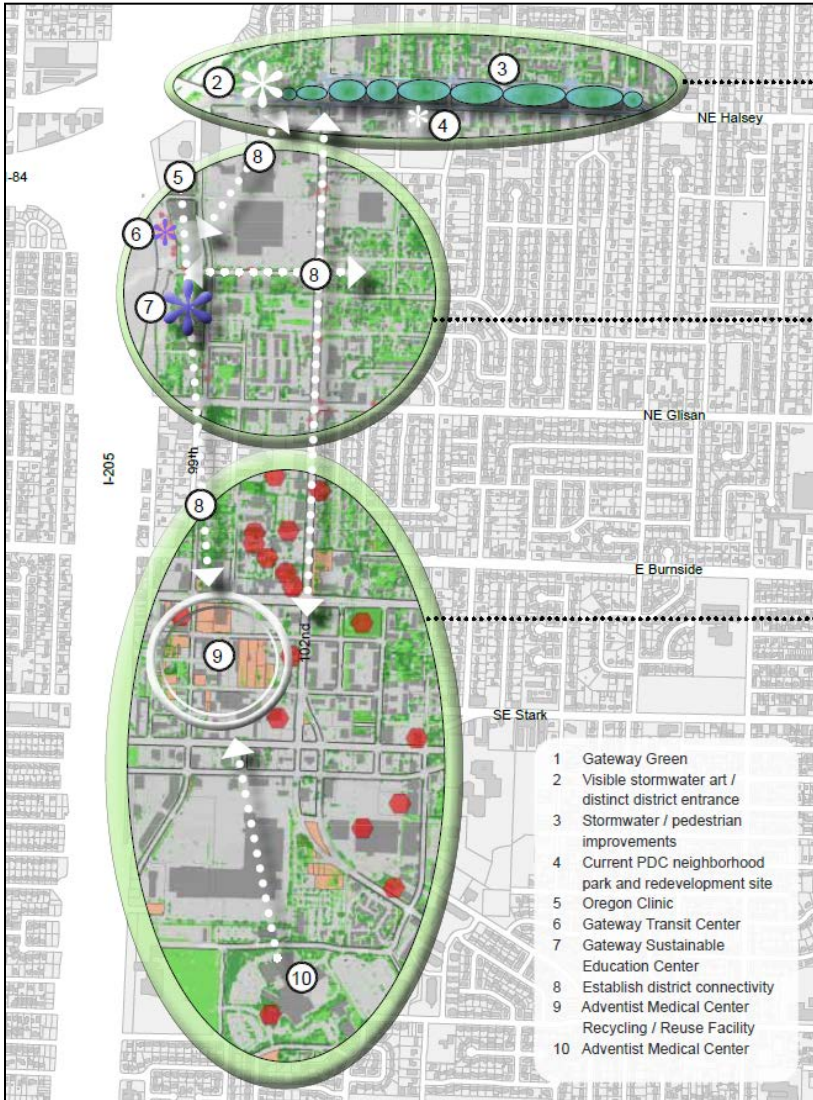 2
3
NE Halsey
4
8
I-84
5
6
8
7
NE Glisan
99th
I-205
8
E Burnside
102nd
9
SE Stark
1 Gateway Green
2 Visible stormwater art /
distinct district entrance
3 Stormwater / pedestrian
improvements
4 Current PDC neighborhood
park and redevelopment site
5 Oregon Clinic
6 Gateway Transit Center
7 Gateway Sustainable
Education Center
8 Establish district connectivity
9 Adventist Medical Center
Recycling / Reuse Facility
10 Adventist Medical Center
10